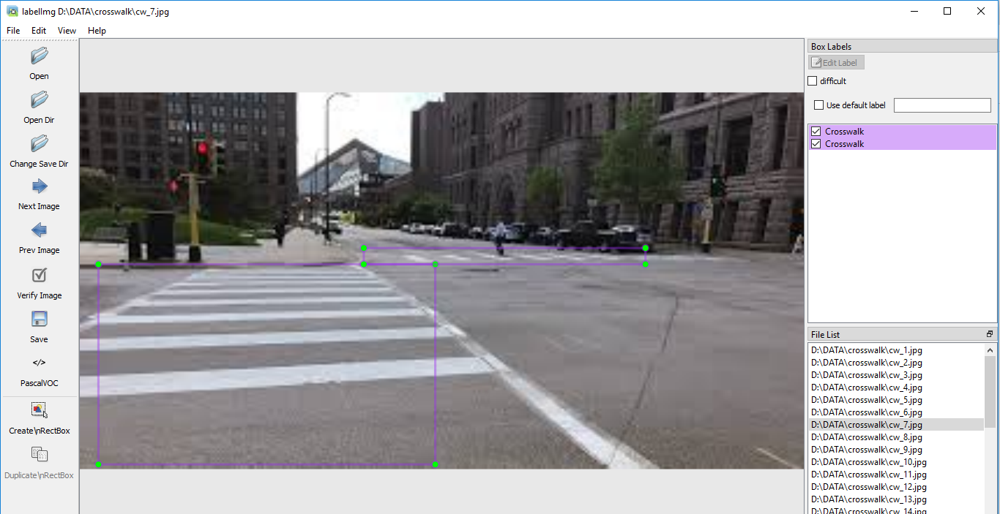 labelImg D:\DATA\crosswalk\cw_7.jpg
File Edit View Help
Open
Open Dir
Change Save Dir
Next Image
Prev Image
Verify Image
Save
</>
PascalVOC
Create\nRectBox
Duplicate\nRectBox
Box Labels
Edit Label
difficult
Use default label
Crosswalk
Crosswalk
File List
D:\DATA\crosswalk\cw_1.jpg
D:\DATA\crosswalk\cw_2.jpg
D:\DATA\crosswalk\cw_3.jpg
D:\DATA\crosswalk\cw_4.jpg
D:\DATA\crosswalk\cw_5.jpg
D:\DATA\crosswalk\cw_6.jpg
D:\DATA\crosswalk\cw_7.jpg
D:\DATA\crosswalk\cw_8.jpg
D:\DATA\crosswalk\cw_9.jpg
D:\DATA\crosswalk\cw_10.jpg
D:\DATA\crosswalk\cw_11.jpg
D:\DATA\crosswalk\cw_12.jpg
D:\DATA\crosswalk\cw_13.jpg
D:\DATA\crosswalk\cw_14.jpg